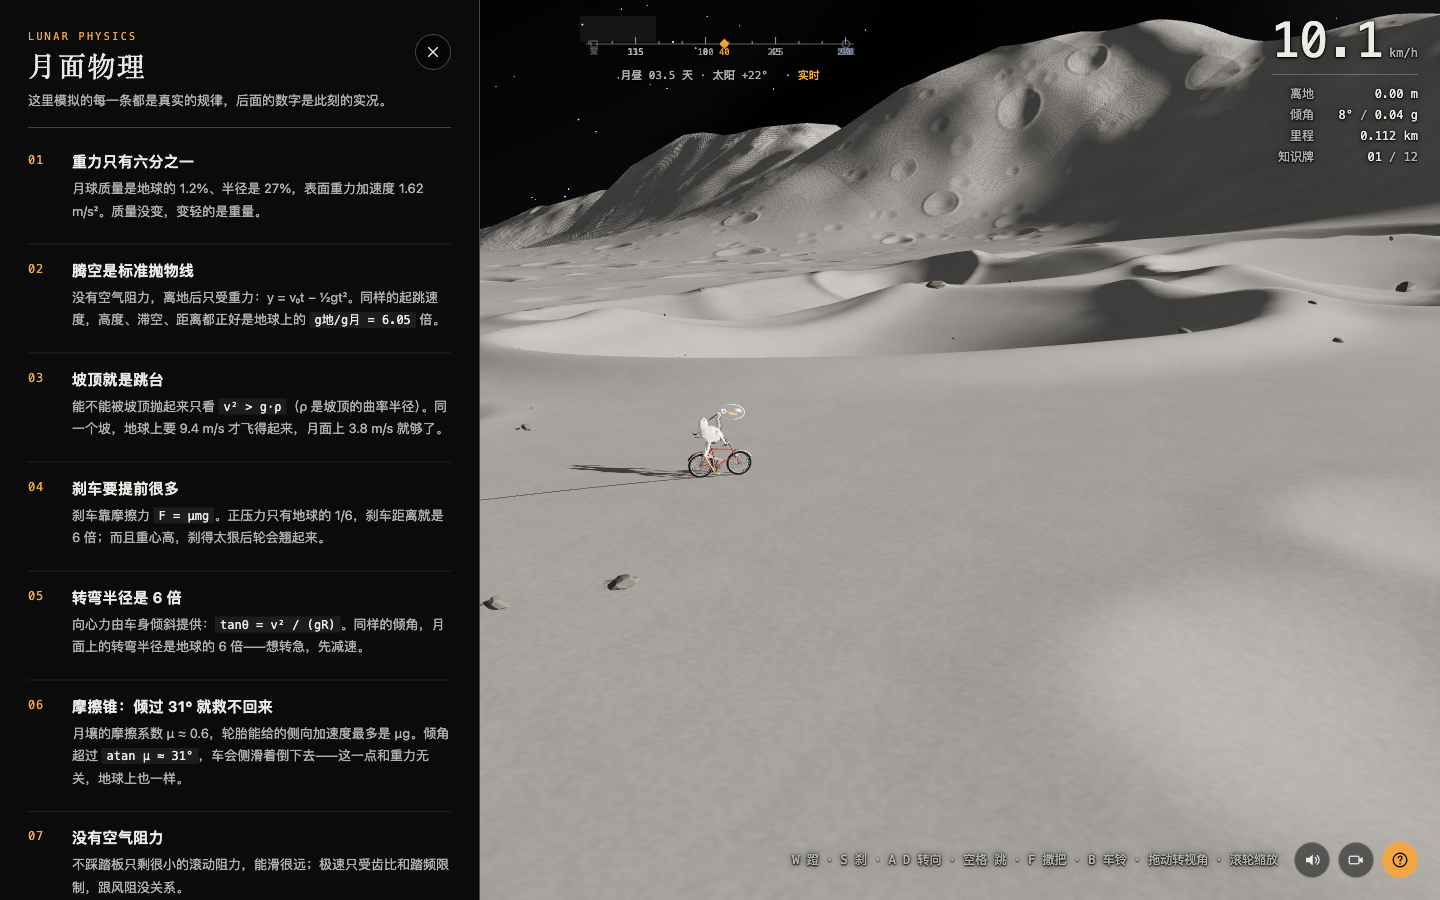 LUNAR PHYSICS
月面物理
这里模拟的每一条都是真实的规律，后面的数字是此刻的实况。
01 重力只有六分之一
月球质量是地球的 1.2%、半径是 27%，表面重力加速度 1.62
m/s²。质量没变，变轻的是重量。
02 腾空是标准抛物线
没有空气阻力，离地后只受重力：y = v₀t − ½gt²。同样的起跳速
度，高度、滞空、距离都正好是地球上的 g地/g月 = 6.05 倍。
03 坡顶就是跳台
能不能被坡顶抛起来只看 v² > g·ρ （ρ 是坡顶的曲率半径）。同
一个坡，地球上要 9.4 m/s 才飞得起来，月面上 3.8 m/s 就够了。
04 刹车要提前很多
刹车靠摩擦力 F = μmg 。正压力只有地球的 1/6，刹车距离就是
6 倍；而且重心高，刹得太狠后轮会翘起来。
05 转弯半径是 6 倍
向心力由车身倾斜提供： tanθ = v² / (gR) 。同样的倾角，月
面上的转弯半径是地球的 6 倍——想转急，先减速。
06 摩擦锥：倾过 31° 就救不回来
月壤的摩擦系数 μ ≈ 0.6，轮胎能给的侧向加速度最多是 μg。倾角
超过 atan μ ≈ 31° ，车会侧滑着倒下去——这一点和重力无
关，地球上也一样。
07 没有空气阻力
不踩踏板只剩很小的滚动阻力，能滑很远；极速只受齿比和踏频限
制，跟风阻没关系。
40
月昼 03.5 天 · 太阳 +22° · 实时
10.1 km/h
离地 0.00 m
倾角 8° / 0.04 g
里程 0.112 km
知识牌 01 / 12
W 蹬 · S 刹 · A D 转向 · 空格 跳 · F 撒把 · B 车铃 · 拖动转视角 · 滚轮缩放